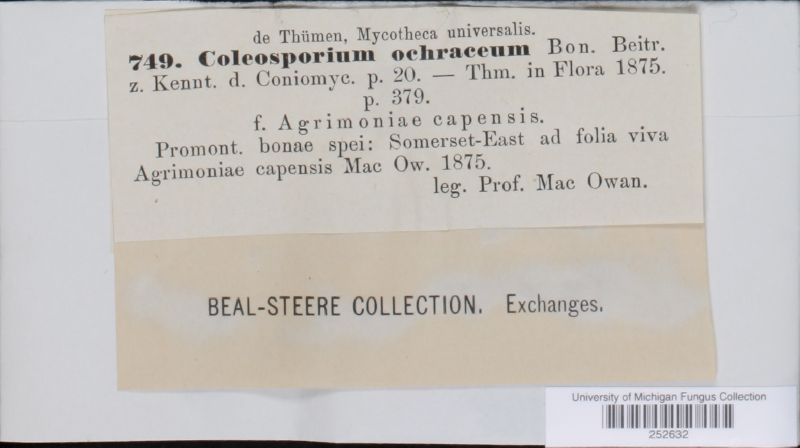 de Thümen, Mycotheca universalis.
749. Coleosporium ochraceum Bon. Beitr.
z. Kennt. d. Coniomyc. p. 20. — Thm. in Flora 1875.
p. 379.
f. Agrimoniae capensis.
Promont. bonae spei: Somerset-East ad folia viva
Agrimoniae capensis Mac Ow. 1875.
leg. Prof. Mac Owan.
BEAL-STEERE COLLECTION. Exchanges.
University of Michigan Fungus Collection
252632